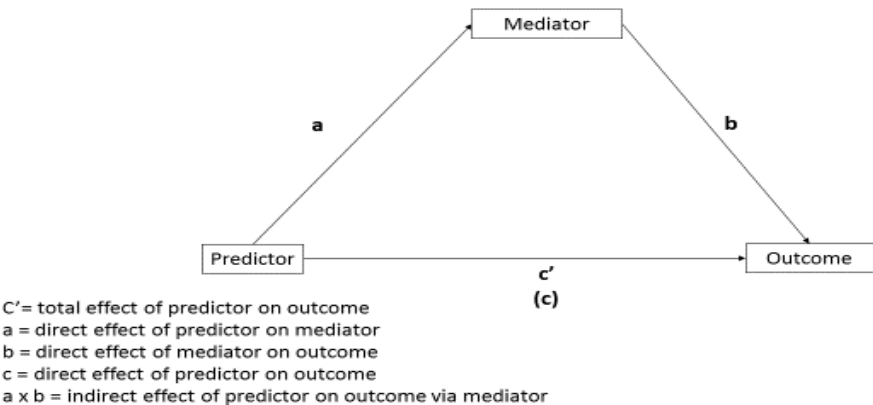 Mediator
a
b
Predictor
Outcome
c’
(c)
C’= total effect of predictor on outcome
a = direct effect of predictor on mediator
b = direct effect of mediator on outcome
c = direct effect of predictor on outcome
a x b = indirect effect of predictor on outcome via mediator